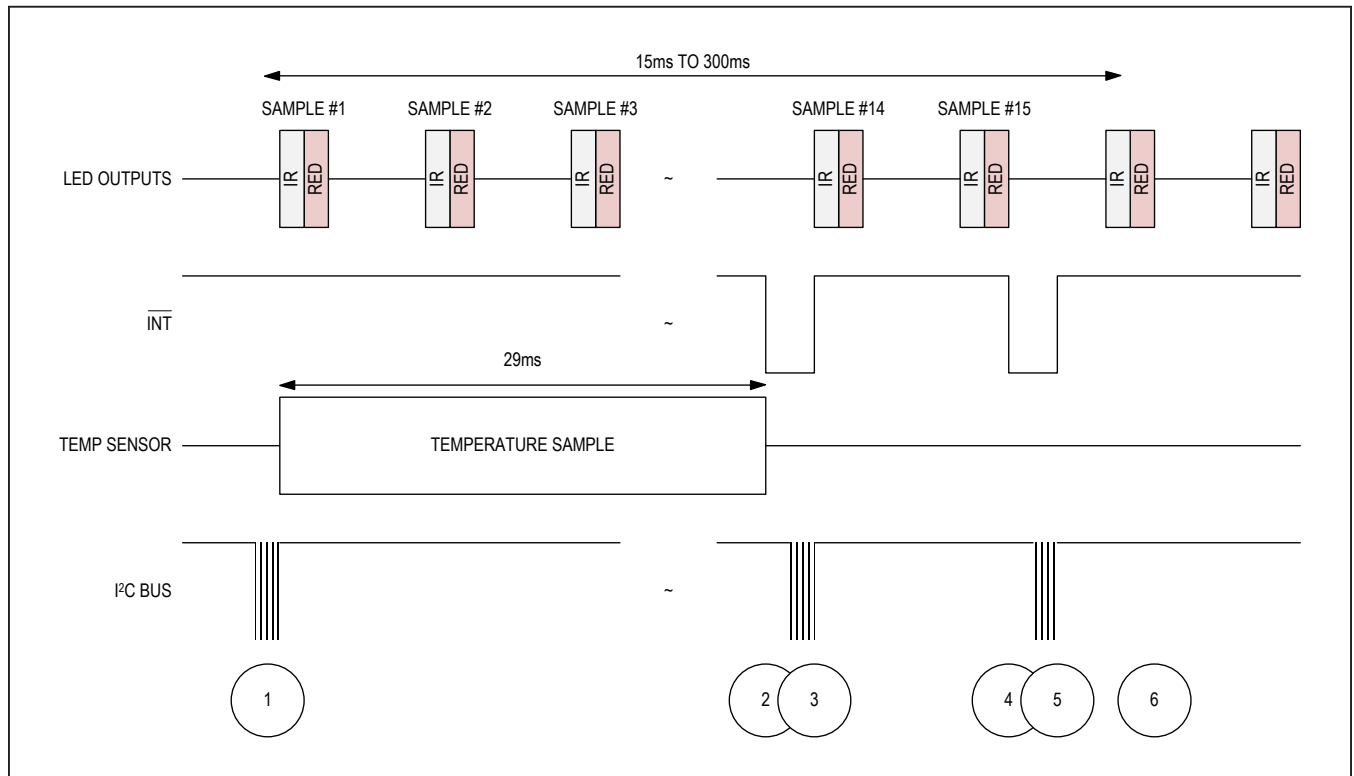 15ms TO 300ms
SAMPLE #1 SAMPLE #2 SAMPLE #3 SAMPLE #14 SAMPLE #15
LED OUTPUTS IR RED IR RED IR RED ~ IR RED IR RED IR RED IR RED
INT ~
29ms
TEMP SENSOR TEMPERATURE SAMPLE
I²C BUS ~
1 2 3 4 5 6